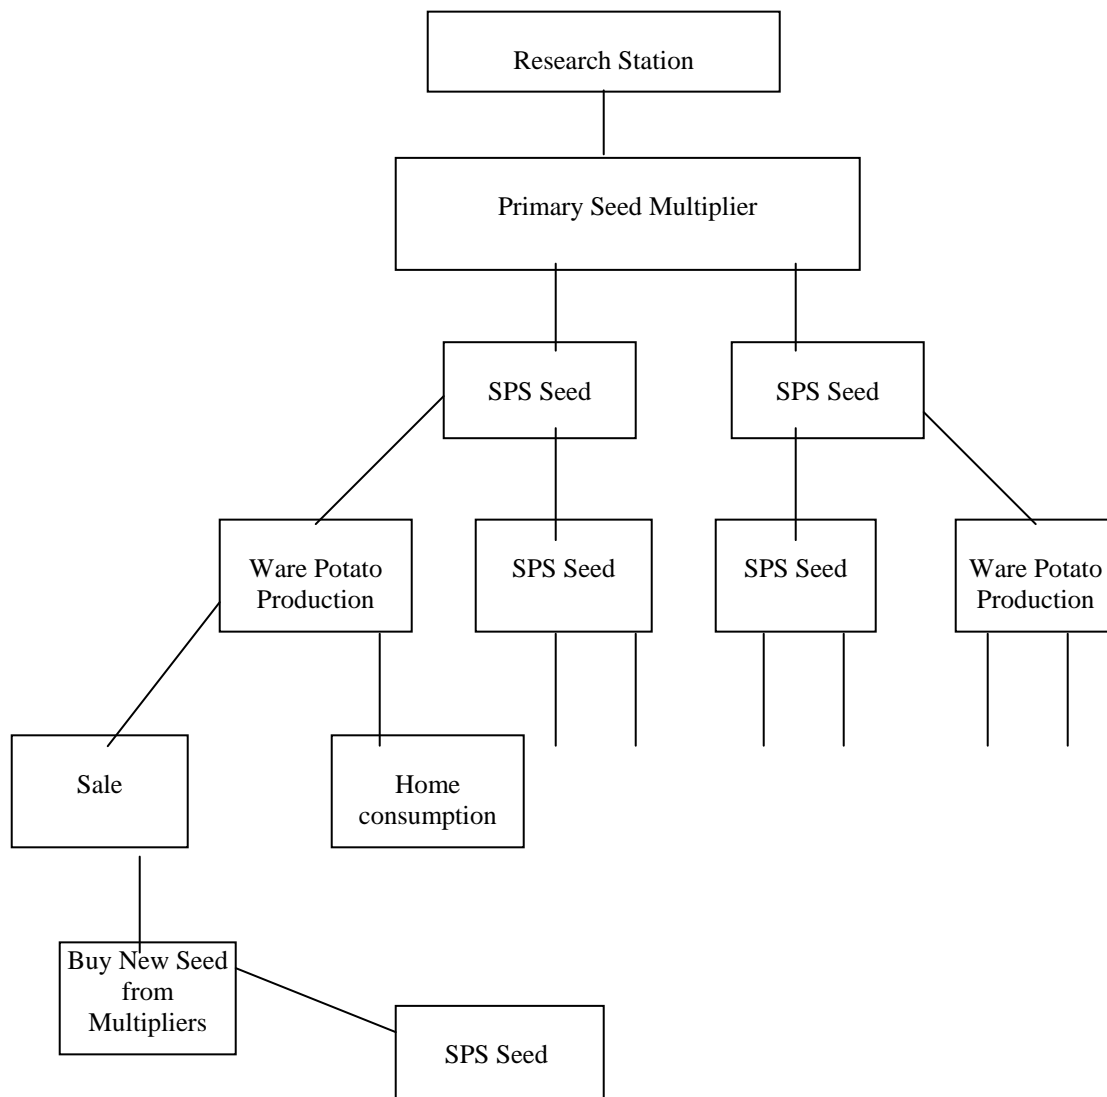 Research Station
Primary Seed Multiplier
SPS Seed
SPS Seed
Ware Potato
Production
SPS Seed
SPS Seed
Ware Potato
Production
Sale
Home
consumption
Buy New Seed
from
Multipliers
SPS Seed